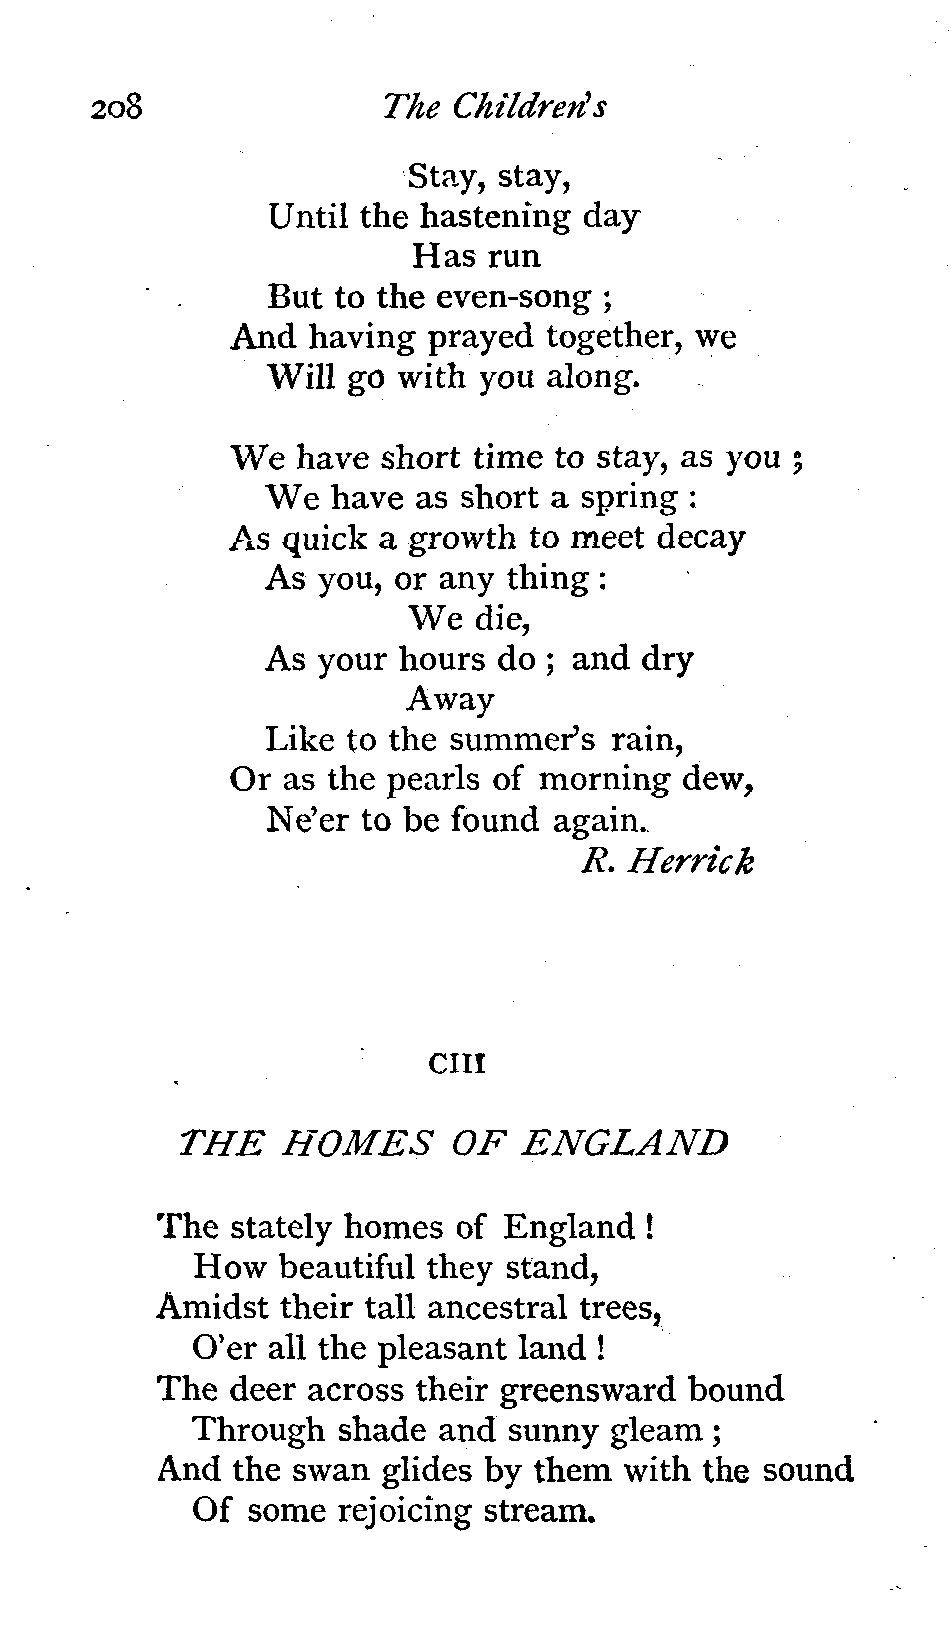 208 The Children's
Stay, stay,
Until the hastening day
Has run
But to the even-song ;
And having prayed together, we
Will go with you along.
We have short time to stay, as you ;
We have as short a spring :
As quick a growth to meet decay
As you, or any thing :
We die,
As your hours do ; and dry
Away
Like to the summer's rain,
Or as the pearls of morning dew,
Ne'er to be found again.
R. Herrick
CIII
THE HOMES OF ENGLAND
The stately homes of England !
How beautiful they stand,
Amidst their tall ancestral trees,
O'er all the pleasant land !
The deer across their greensward bound
Through shade and sunny gleam ;
And the swan glides by them with the sound
Of some rejoicing stream.